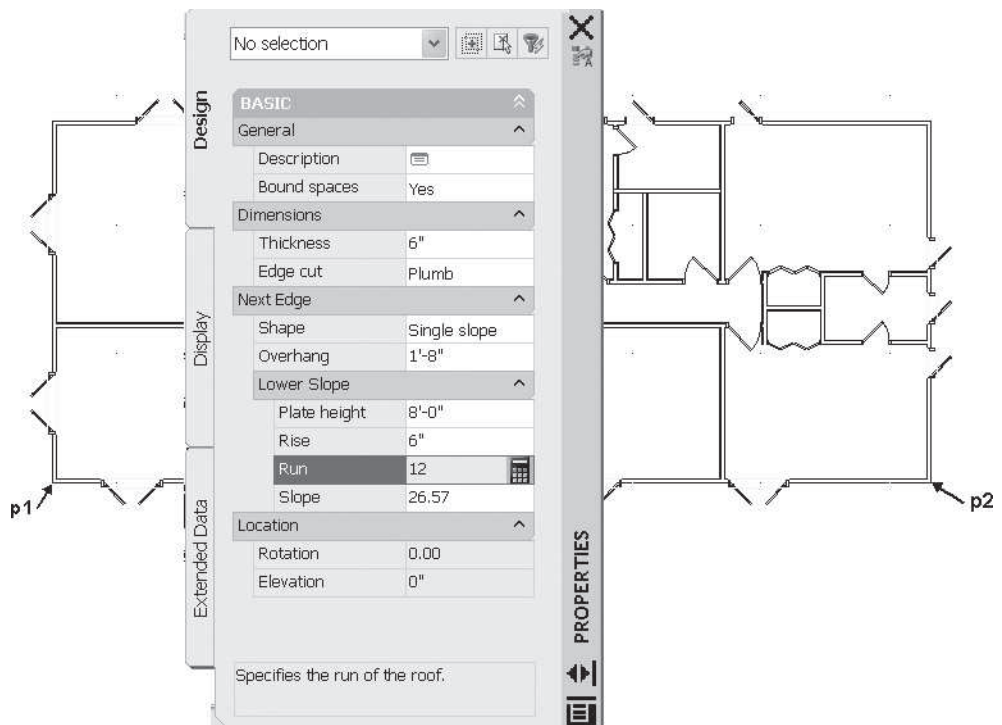 No selection
BASIC
General
Description
Bound spaces Yes
Dimensions
Thickness 6"
Edge cut Plumb
Next Edge
Shape Single slope
Overhang 1'-8"
Lower Slope
Plate height 8'-0"
Rise 6"
Run 12
Slope 26.57
Location
Rotation 0.00
Elevation 0"
Specifies the run of the roof.
Design
Display
Extended Data
PROPERTIES
p1
p2